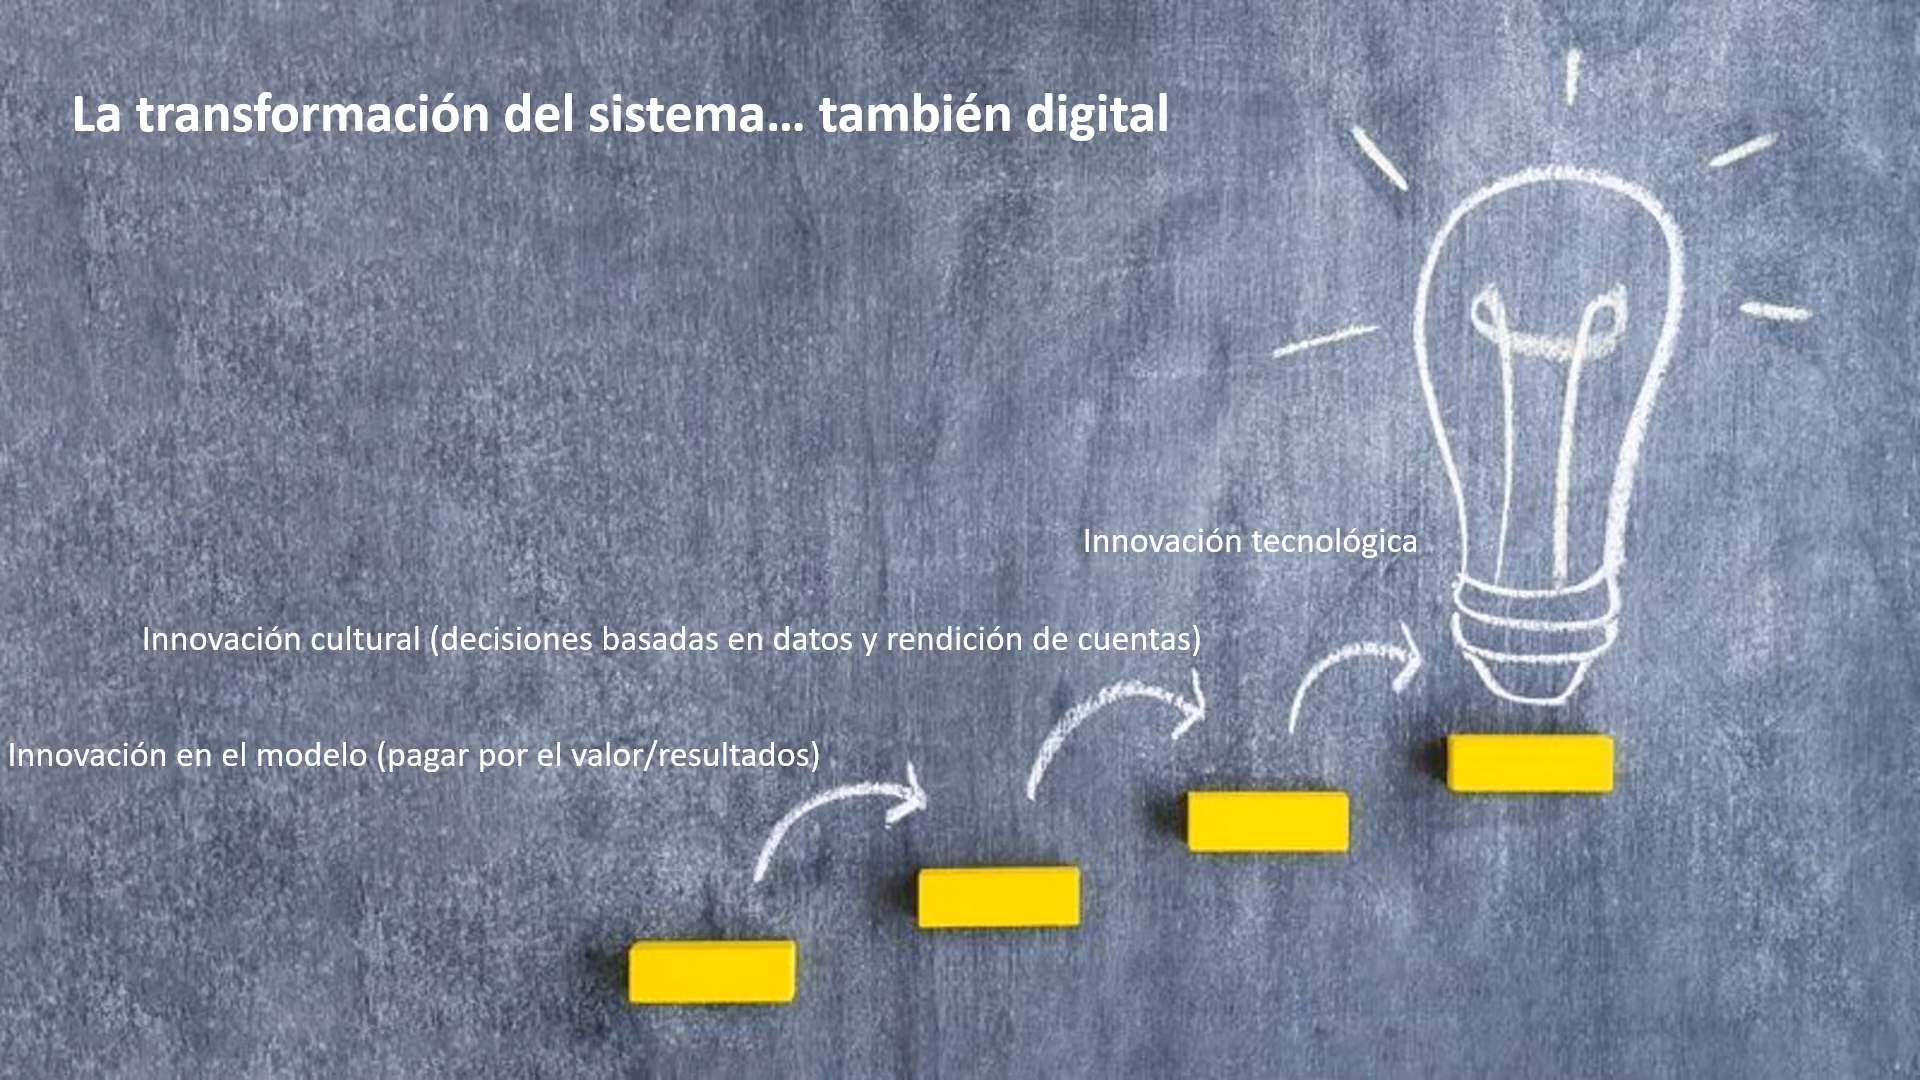 La transformación del sistema... también digital
Innovación tecnológica
Innovación cultural (decisiones basadas en datos y rendición de cuentas)
Innovación en el modelo (pagar por el valor/resultados)